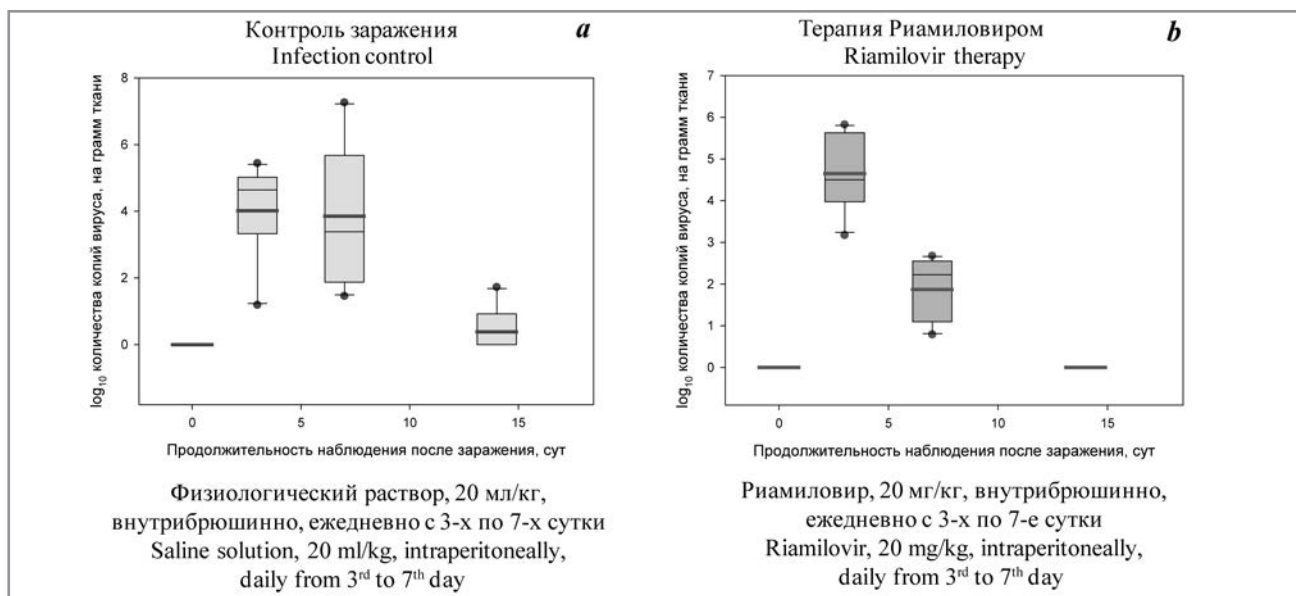 Контроль заражения
Infection control
a
8
6
4
2
0
log₁₀ количества копий вируса, на грамм ткани
0 5 10 15
Продолжительность наблюдения после заражения, сут
Физиологический раствор, 20 мл/кг,
внутрибрюшинно, ежедневно с 3-х по 7-х сутки
Saline solution, 20 ml/kg, intraperitoneally,
daily from 3rd to 7th day
Терапия Риамиловиром
Riamilovir therapy
b
7
6
5
4
3
2
1
0
log₁₀ количества копий вируса, на грамм ткани
0 5 10 15
Продолжительность наблюдения после заражения, сут
Риамиловир, 20 мг/кг, внутрибрюшинно,
ежедневно с 3-х по 7-е сутки
Riamilovir, 20 mg/kg, intraperitoneally,
daily from 3rd to 7th day